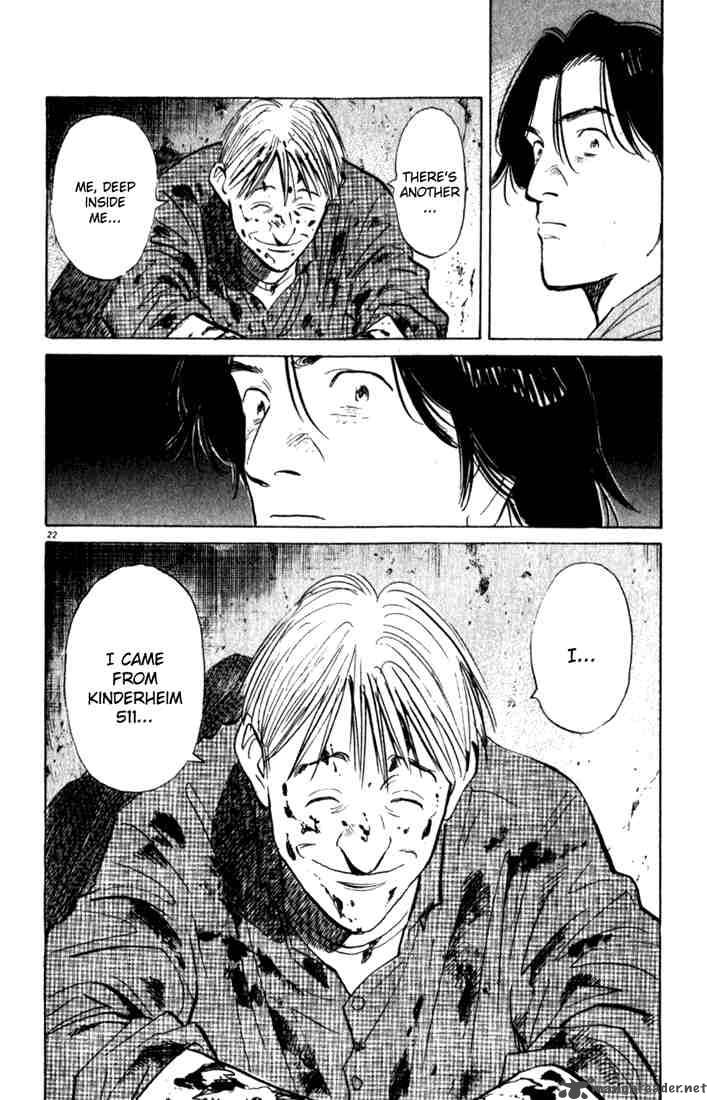 THERE'S
ANOTHER
...
ME, DEEP
INSIDE
ME...
22
I...
I CAME
FROM
KINDERHEIM
511...
mangareader.net